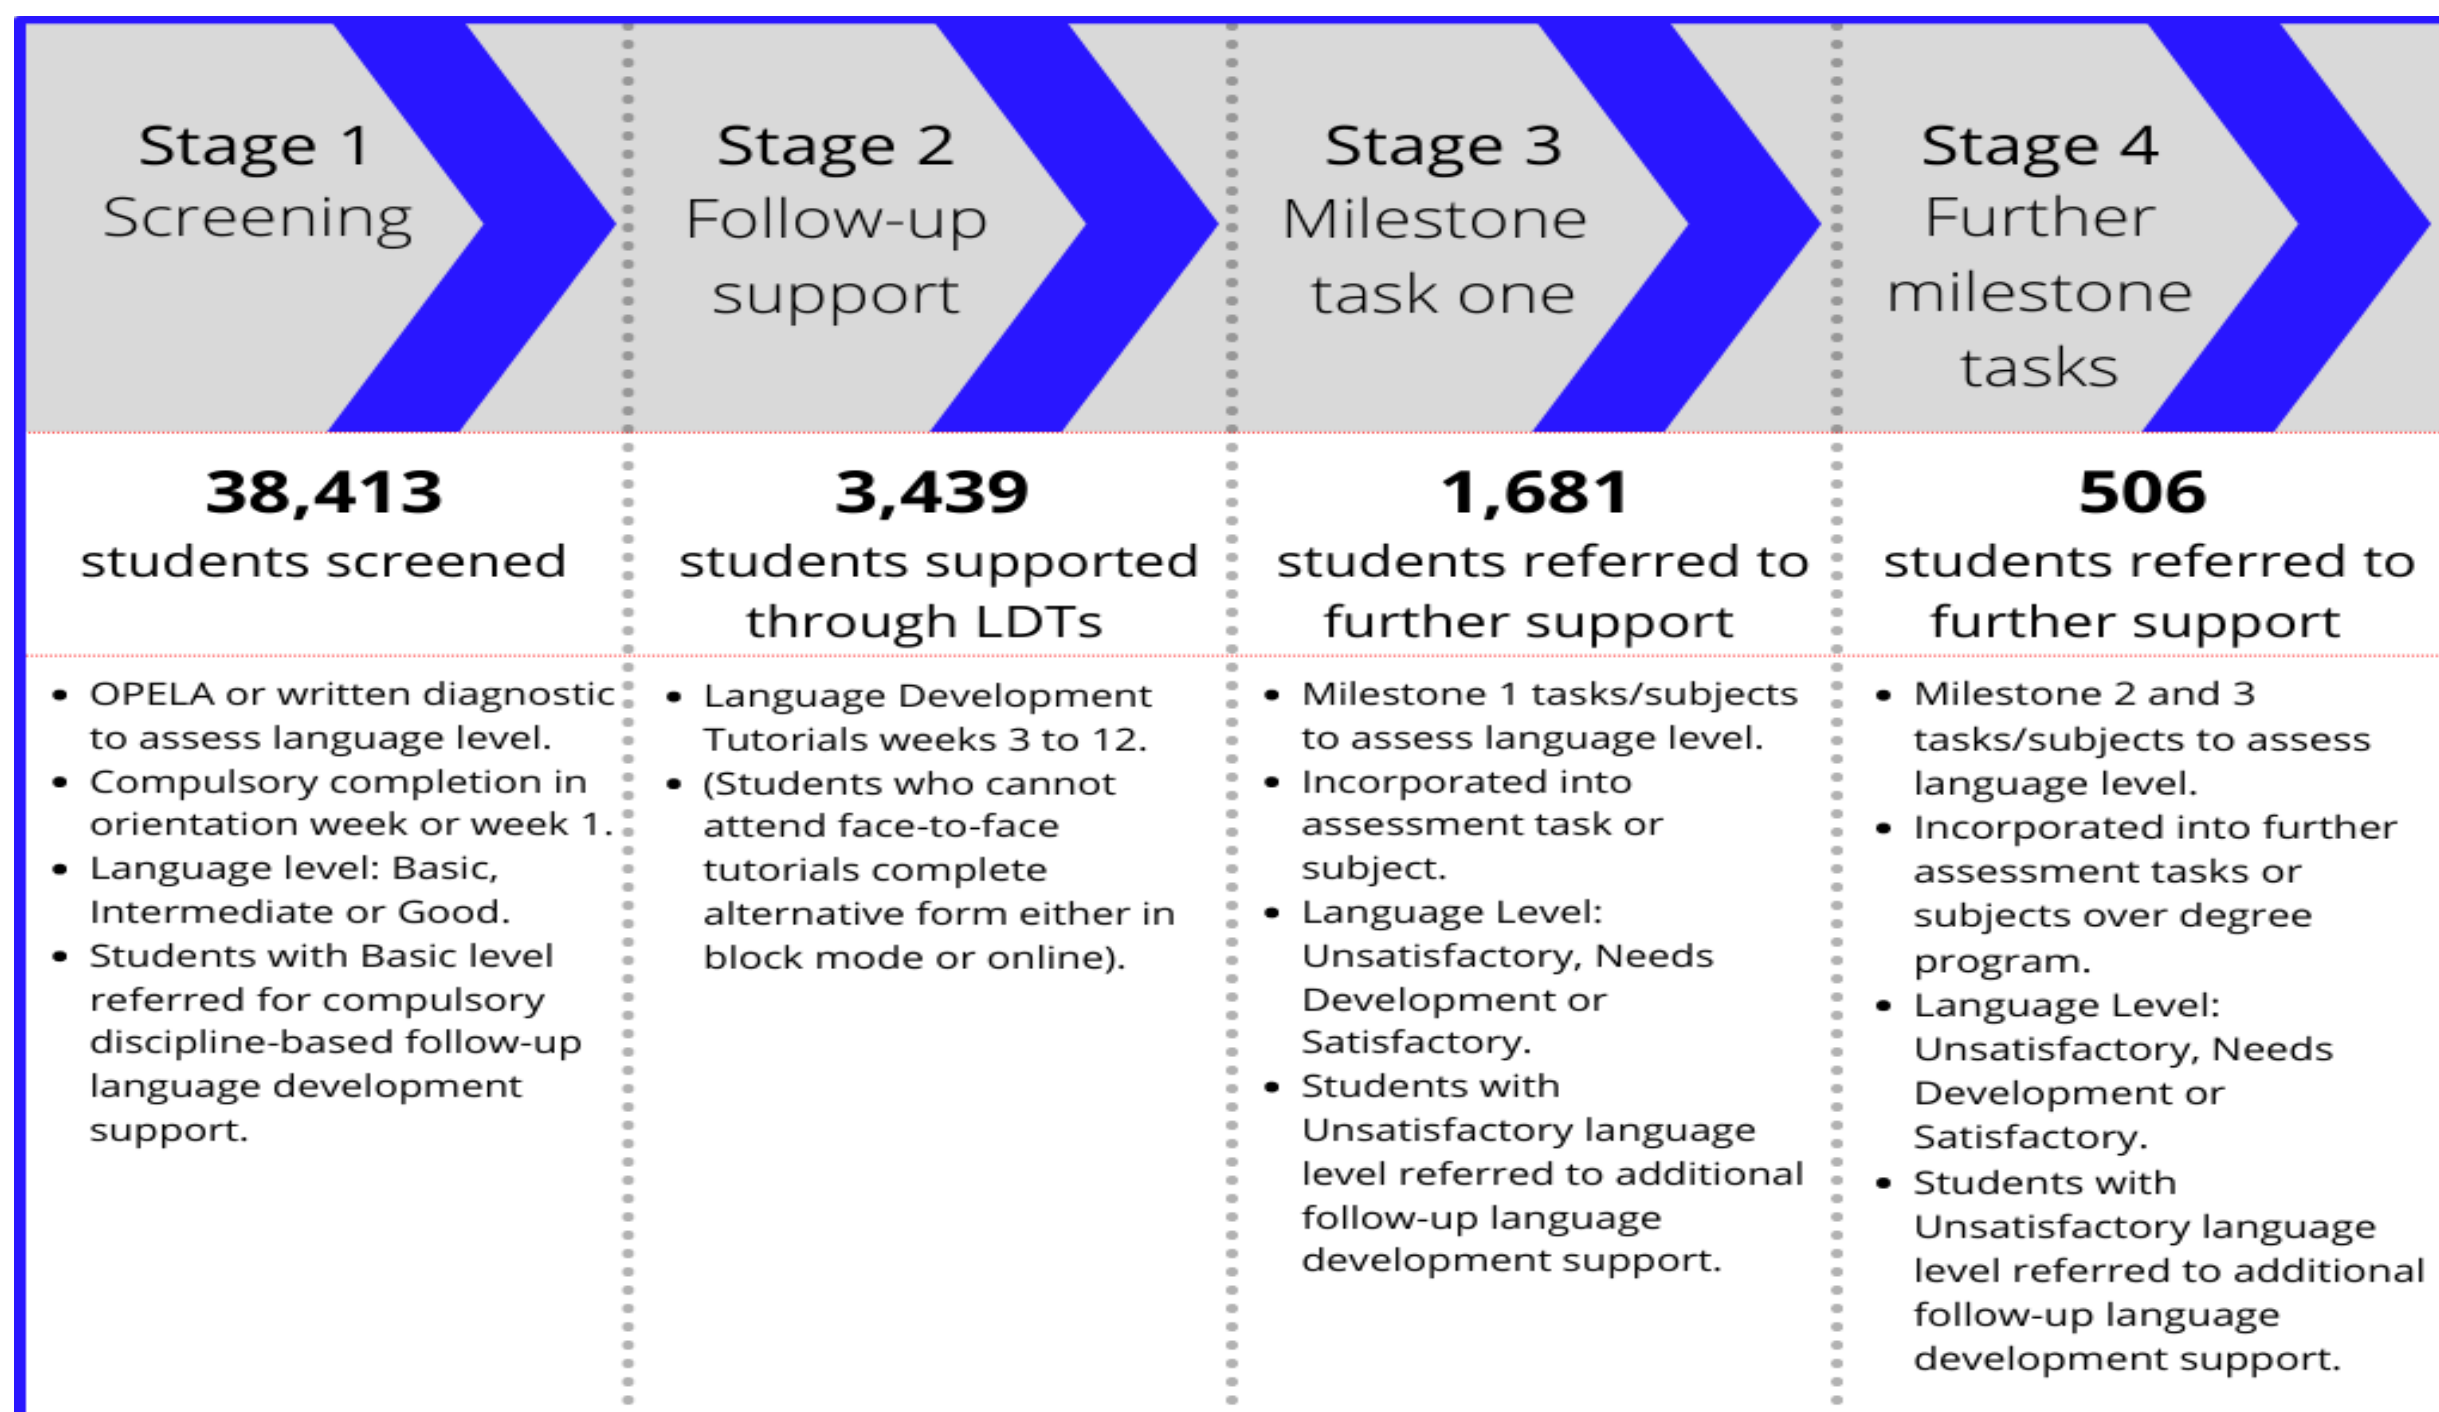 Stage 1
Screening
Stage 2
Follow-up
support
Stage 3
Milestone
task one
Stage 4
Further
milestone
tasks
38,413
students screened
3,439
students supported
through LDTs
1,681
students referred to
further support
506
students referred to
further support
• OPELA or written diagnostic
to assess language level.
• Compulsory completion in
orientation week or week 1.
• Language level: Basic,
Intermediate or Good.
• Students with Basic level
referred for compulsory
discipline-based follow-up
language development
support.
• Language Development
Tutorials weeks 3 to 12.
• (Students who cannot
attend face-to-face
tutorials complete
alternative form either in
block mode or online).
• Milestone 1 tasks/subjects
to assess language level.
• Incorporated into
assessment task or
subject.
• Language Level:
Unsatisfactory, Needs
Development or
Satisfactory.
• Students with
Unsatisfactory language
level referred to additional
follow-up language
development support.
• Milestone 2 and 3
tasks/subjects to assess
language level.
• Incorporated into further
assessment tasks or
subjects over degree
program.
• Language Level:
Unsatisfactory, Needs
Development or
Satisfactory.
• Students with
Unsatisfactory language
level referred to additional
follow-up language
development support.